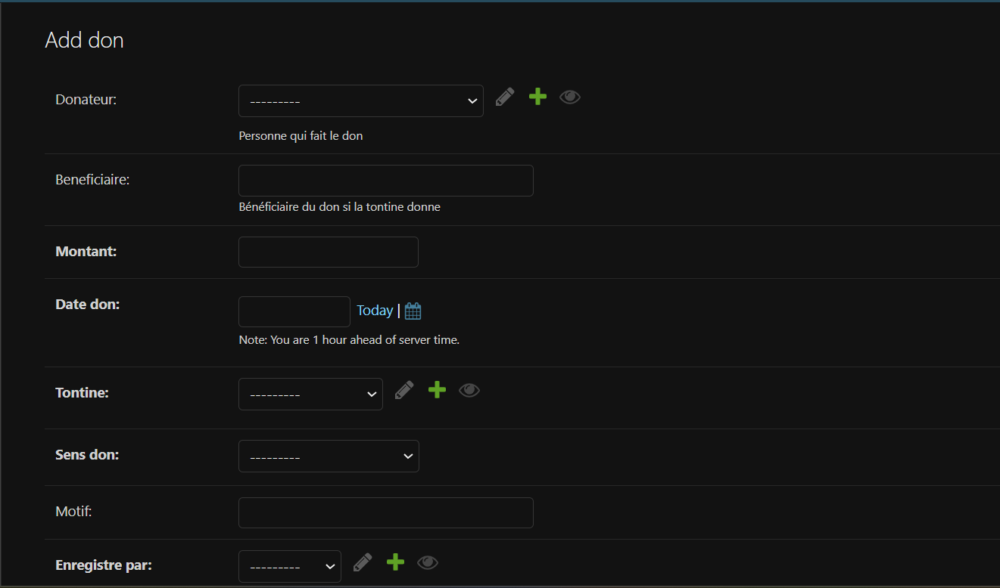 Add don
Donateur:
---------
Personne qui fait le don
Beneficiaire:
Bénéficiaire du don si la tontine donne
Montant:
Date don:
Today |
Note: You are 1 hour ahead of server time.
Tontine:
---------
Sens don:
---------
Motif:
Enregistre par:
---------